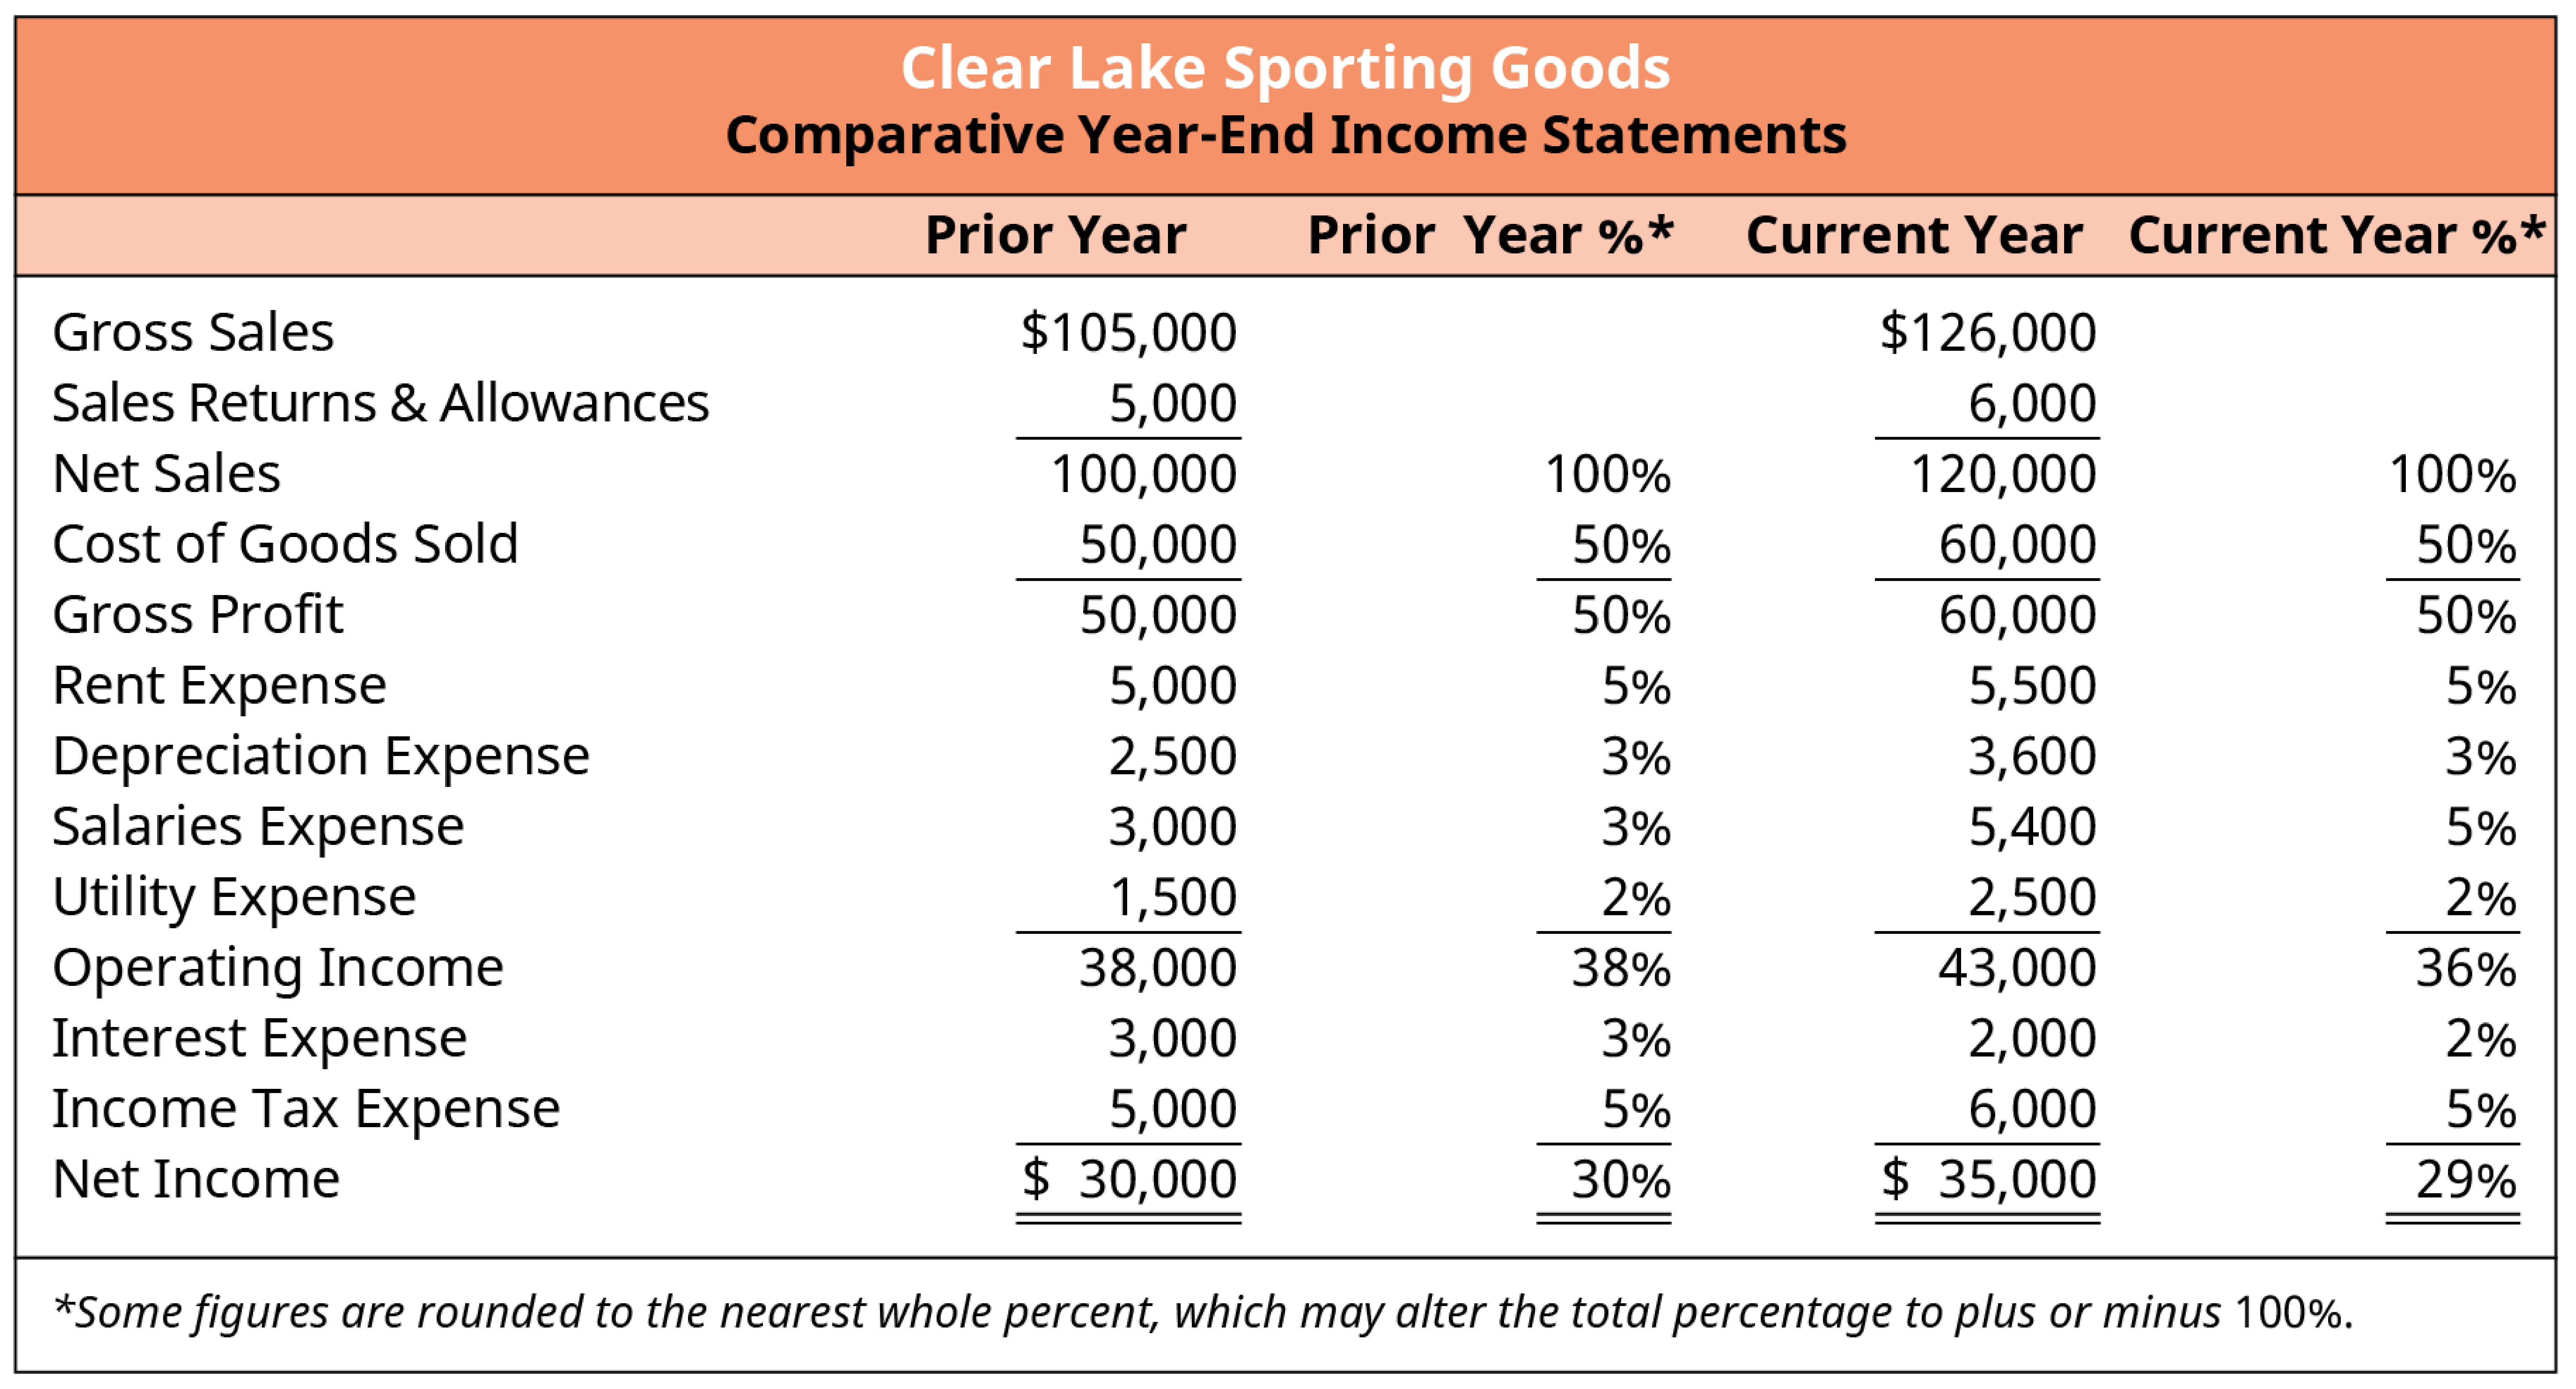 Clear Lake Sporting Goods
Comparative Year-End Income Statements
Prior Year Prior Year %* Current Year Current Year %*
Gross Sales $105,000 $126,000
Sales Returns & Allowances 5,000 6,000
Net Sales 100,000 100% 120,000 100%
Cost of Goods Sold 50,000 50% 60,000 50%
Gross Profit 50,000 50% 60,000 50%
Rent Expense 5,000 5% 5,500 5%
Depreciation Expense 2,500 3% 3,600 3%
Salaries Expense 3,000 3% 5,400 5%
Utility Expense 1,500 2% 2,500 2%
Operating Income 38,000 38% 43,000 36%
Interest Expense 3,000 3% 2,000 2%
Income Tax Expense 5,000 5% 6,000 5%
Net Income $ 30,000 30% $ 35,000 29%
*Some figures are rounded to the nearest whole percent, which may alter the total percentage to plus or minus 100%.